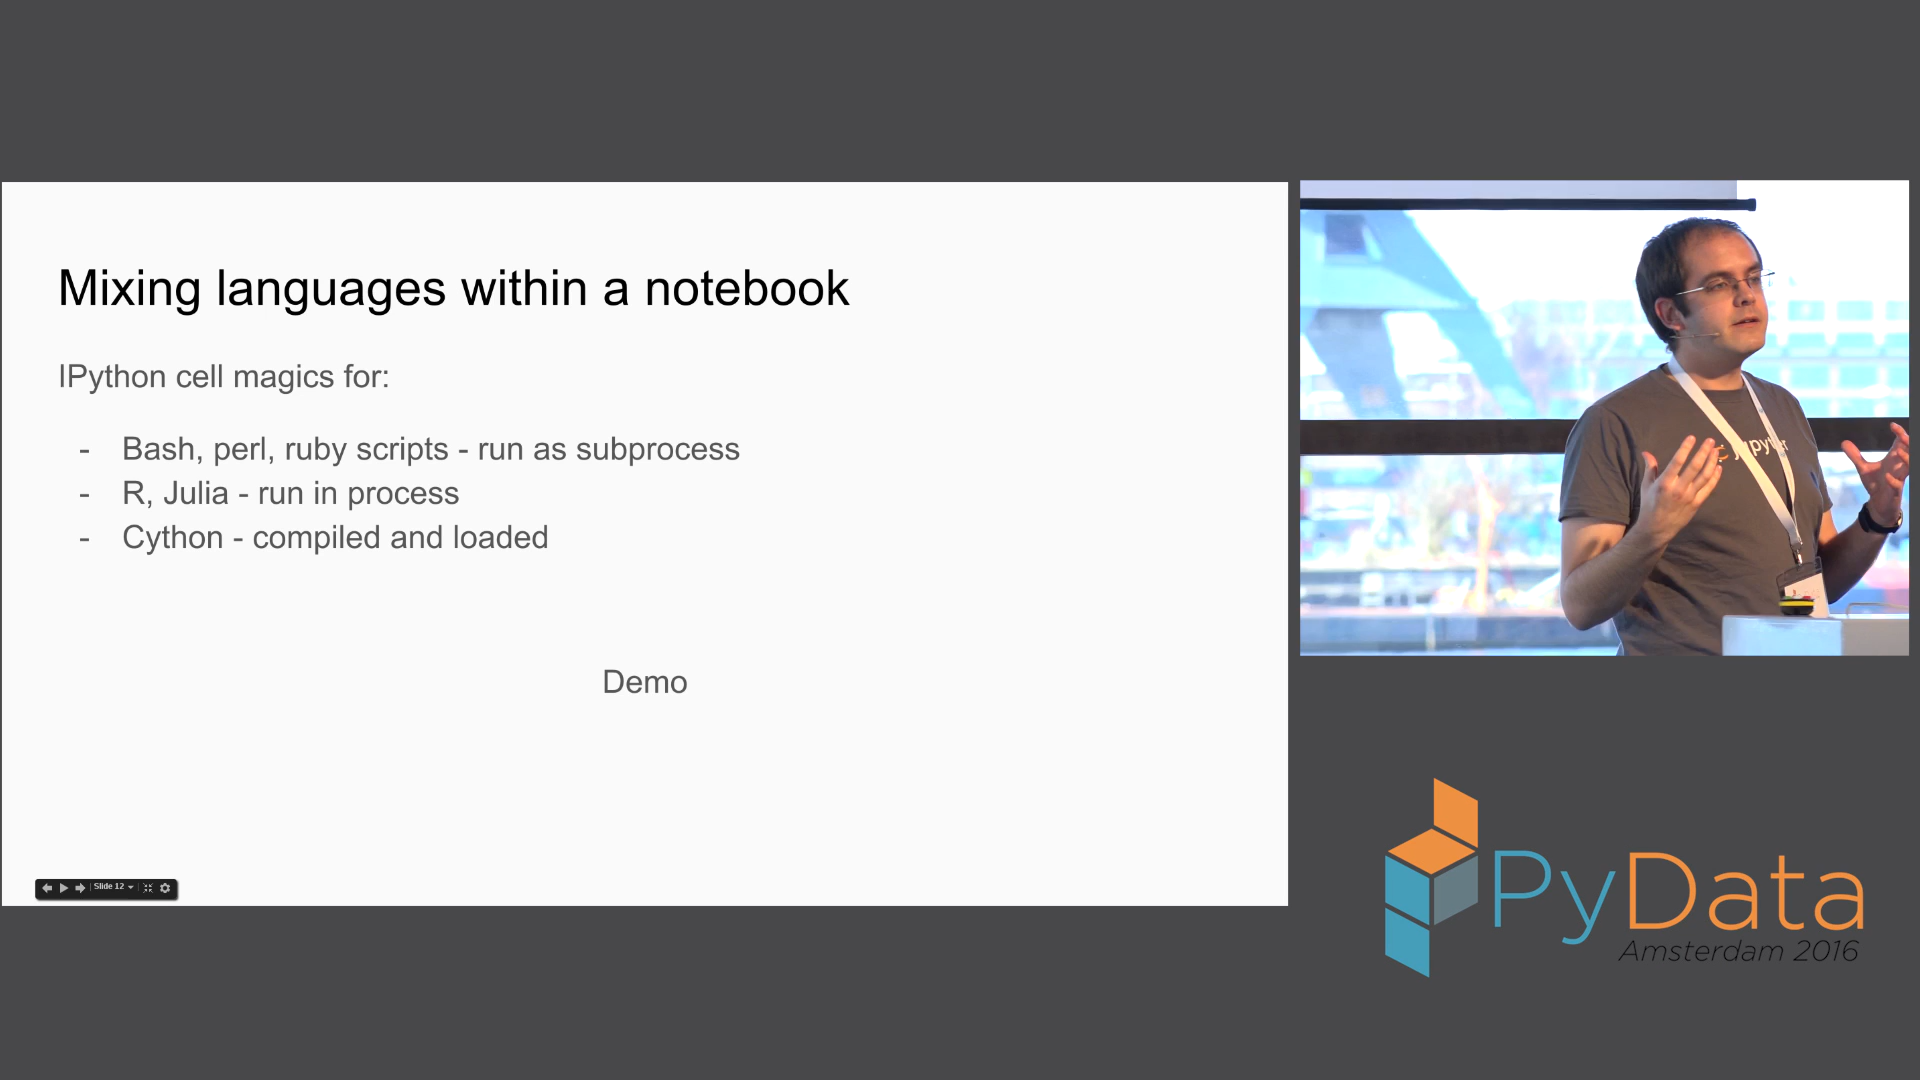 Mixing languages within a notebook
IPython cell magics for:
- Bash, perl, ruby scripts - run as subprocess
- R, Julia - run in process
- Cython - compiled and loaded
Demo
Slide 12
jupyter
PyData
Amsterdam 2016